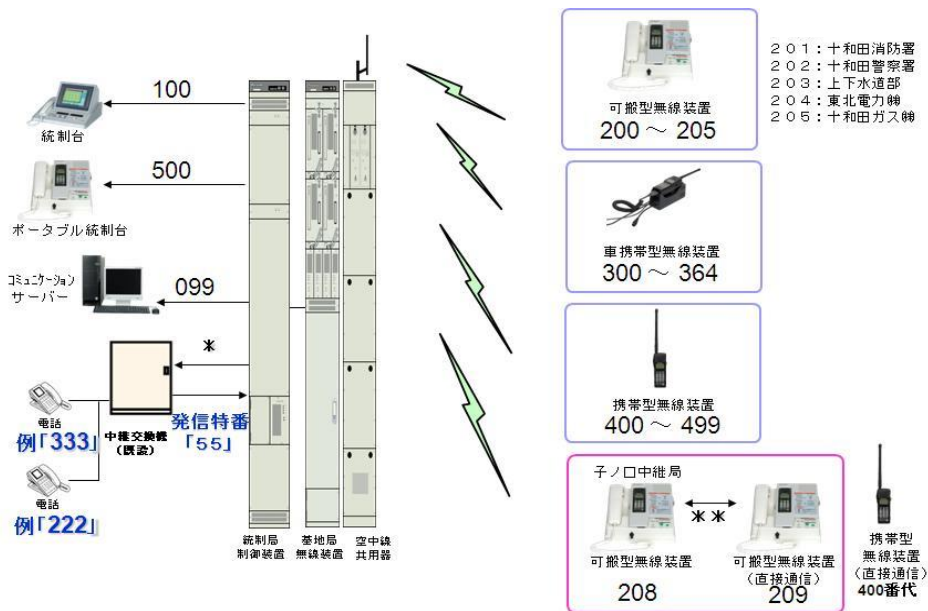 100
統制台
500
ポータブル統制台
コミュニケーション
サーバー
099
*
電話
例「333」
中継交換機
(既設)
発信特番
「55」
電話
例「222」
統制局
制御装置
基地局
無線装置
空中線
共用器
可搬型無線装置
200 ～ 205
201：十和田消防署
202：十和田警察署
203：上下水道部
204：東北電力㈱
205：十和田ガス㈱
車携帯型無線装置
300 ～ 364
携帯型無線装置
400 ～ 499
子ノ口中継局
**
可搬型無線装置
208
可搬型無線装置
(直接通信)
209
携帯型
無線装置
(直接通信)
400番代